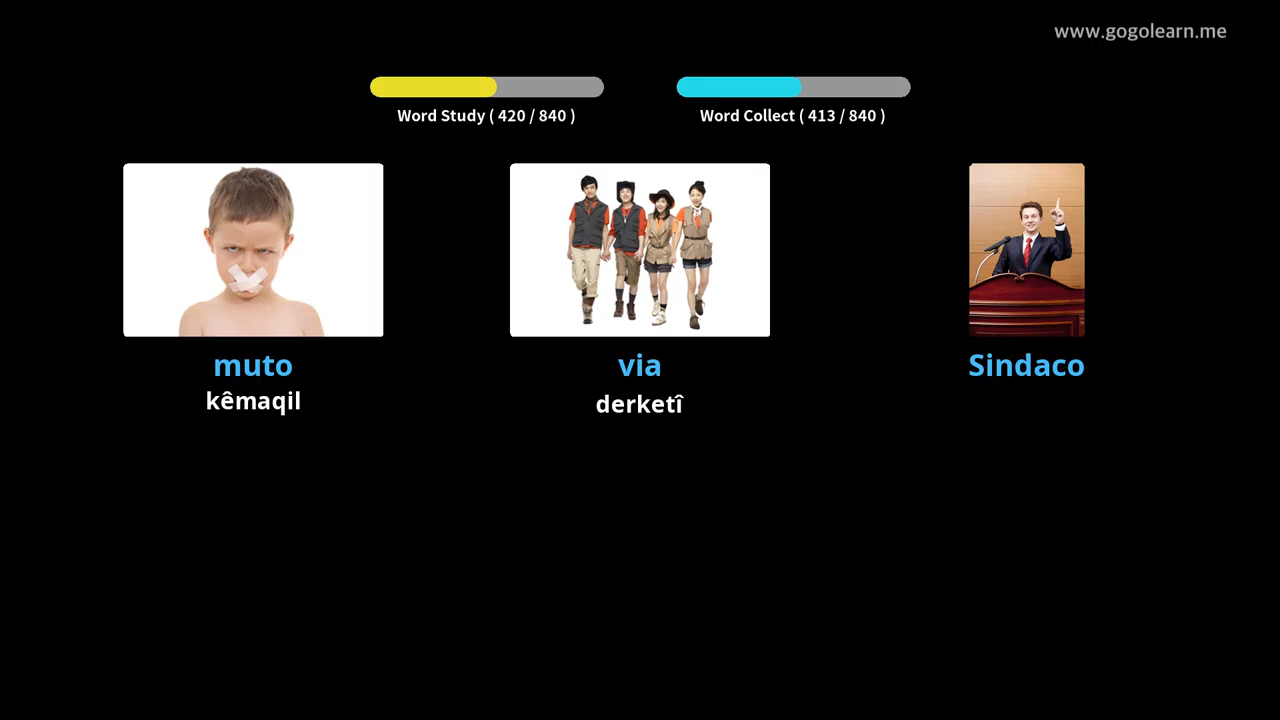 www.gogolearn.me
Word Study ( 420 / 840 )
Word Collect ( 413 / 840 )
muto
via
Sindaco
kêmaqil
derketî